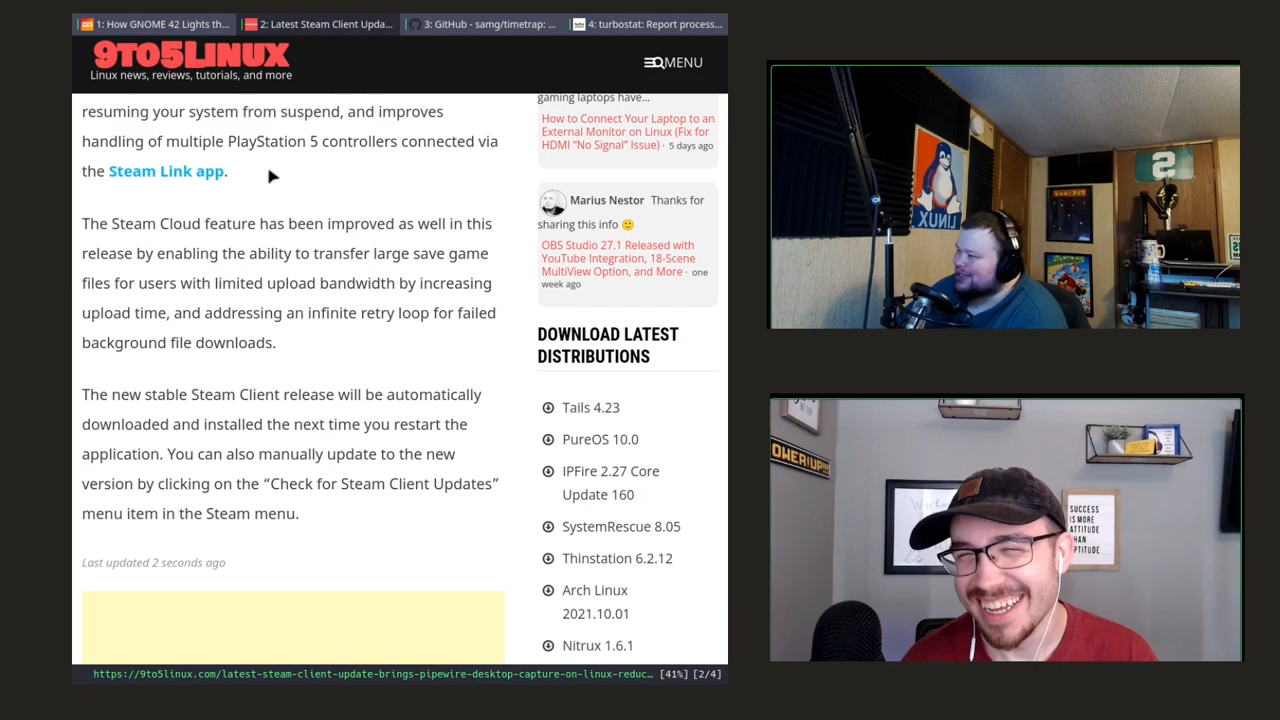 1: How GNOME 42 Lights th...
2: Latest Steam Client Upda...
3: GitHub - samg/timetrap: ...
4: turbostat: Report process...
9TO5LINUX
Linux news, reviews, tutorials, and more
MENU
resuming your system from suspend, and improves
handling of multiple PlayStation 5 controllers connected via
the Steam Link app.
The Steam Cloud feature has been improved as well in this
release by enabling the ability to transfer large save game
files for users with limited upload bandwidth by increasing
upload time, and addressing an infinite retry loop for failed
background file downloads.
The new stable Steam Client release will be automatically
downloaded and installed the next time you restart the
application. You can also manually update to the new
version by clicking on the “Check for Steam Client Updates”
menu item in the Steam menu.
Last updated 2 seconds ago
gaming laptops have...
How to Connect Your Laptop to an
External Monitor on Linux (Fix for
HDMI “No Signal” Issue) · 5 days ago
Marius Nestor Thanks for
sharing this info 🙂
OBS Studio 27.1 Released with
YouTube Integration, 18-Scene
MultiView Option, and More · one
week ago
DOWNLOAD LATEST
DISTRIBUTIONS
Tails 4.23
PureOS 10.0
IPFire 2.27 Core
Update 160
SystemRescue 8.05
Thinstation 6.2.12
Arch Linux
2021.10.01
Nitrux 1.6.1
https://9to5linux.com/latest-steam-client-update-brings-pipewire-desktop-capture-on-linux-reduc… [41%] [2/4]
LINUX
POWERUP!!!
SUCCESS
IS MORE
ATTITUDE
THAN
APTITUDE